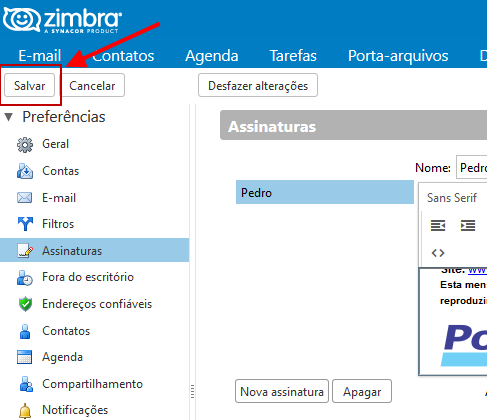 zimbra
A SYNACOR PRODUCT
E-mail Contatos Agenda Tarefas Porta-arquivos D
Salvar Cancelar Desfazer alterações
Preferências
Assinaturas
Geral
Nome: Pedro
Contas
Pedro
E-mail
Sans Serif
Filtros
Assinaturas
Fora do escritório
Site: www
Esta men
Endereços confiáveis
reproduzi
Contatos
Po
Agenda
Compartilhamento
Nova assinatura Apagar
Notificações